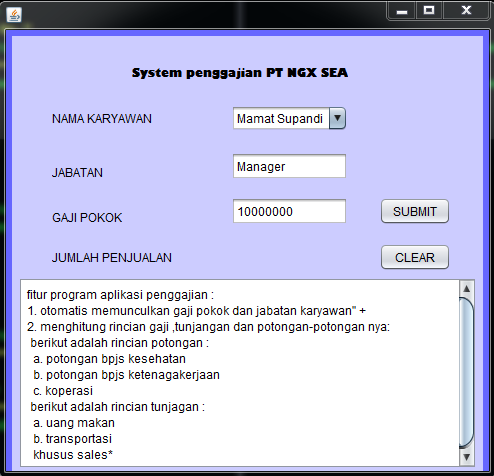 System penggajian PT NGX SEA
NAMA KARYAWAN Mamat Supandi
JABATAN Manager
GAJI POKOK 10000000 SUBMIT
JUMLAH PENJUALAN CLEAR
fitur program aplikasi penggajian :
1. otomatis memunculkan gaji pokok dan jabatan karyawan" +
2. menghitung rincian gaji ,tunjangan dan potongan-potongan nya:
berikut adalah rincian potongan :
a. potongan bpjs kesehatan
b. potongan bpjs ketenagakerjaan
c. koperasi
berikut adalah rincian tunjagan :
a. uang makan
b. transportasi
khusus sales*